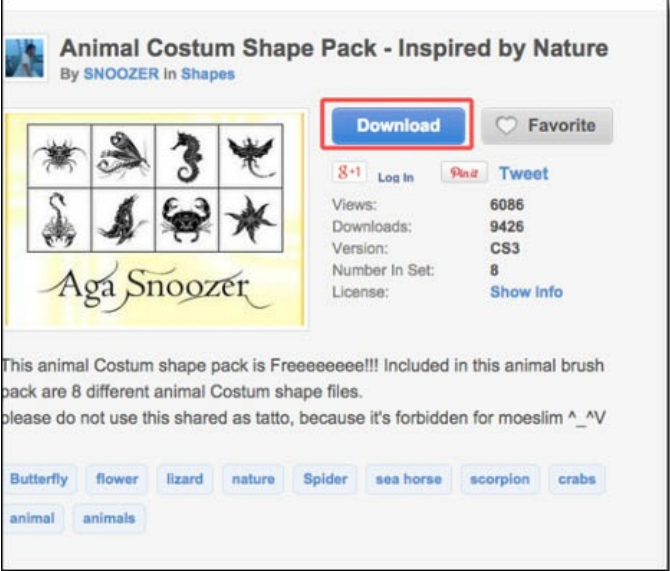 Animal Costum Shape Pack - Inspired by Nature
By SNOOZER in Shapes
Download
Favorite
8+1
Log In
Pin it
Tweet
Views: 6086
Downloads: 9426
Version: CS3
Number In Set: 8
License: Show Info
Aga Snoozer
This animal Costum shape pack is Freeeeeeee!!! Included in this animal brush
pack are 8 different animal Costum shape files.
please do not use this shared as tatto, because it's forbidden for moeslim ^_^V
Butterfly flower lizard nature Spider sea horse scorpion crabs
animal animals